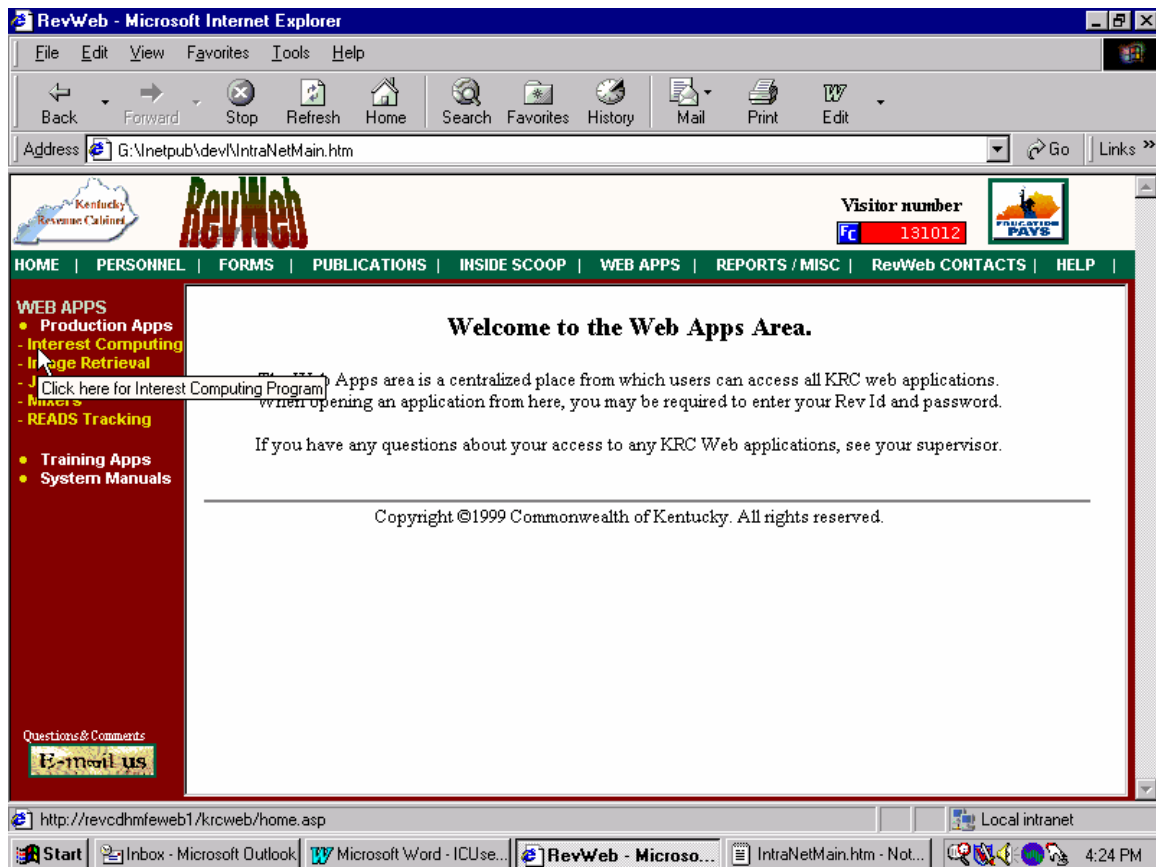 RevWeb - Microsoft Internet Explorer
File Edit View Favorites Tools Help
Back Forward Stop Refresh Home Search Favorites History Mail Print Edit
Address G:\Inetpub\devl\IntraNetMain.htm Go Links »
Kentucky
Revenue Cabinet
RevWeb
Visitor number
FC 131012
EDUCATION
PAYS
HOME | PERSONNEL | FORMS | PUBLICATIONS | INSIDE SCOOP | WEB APPS | REPORTS / MISC | RevWeb CONTACTS | HELP |
WEB APPS
• Production Apps
- Interest Computing
- Image Retrieval
- J
- Mixers
- READS Tracking
• Training Apps
• System Manuals
Click here for Interest Computing Program
Welcome to the Web Apps Area.
The Web Apps area is a centralized place from which users can access all KRC web applications.
When opening an application from here, you may be required to enter your Rev Id and password.
If you have any questions about your access to any KRC Web applications, see your supervisor.
Copyright ©1999 Commonwealth of Kentucky. All rights reserved.
Questions & Comments
E-mail us
http://revcdhmfeweb1/krcweb/home.asp Local intranet
Start Inbox - Microsoft Outlook Microsoft Word - ICUse... RevWeb - Microso... IntraNetMain.htm - Not... 4:24 PM